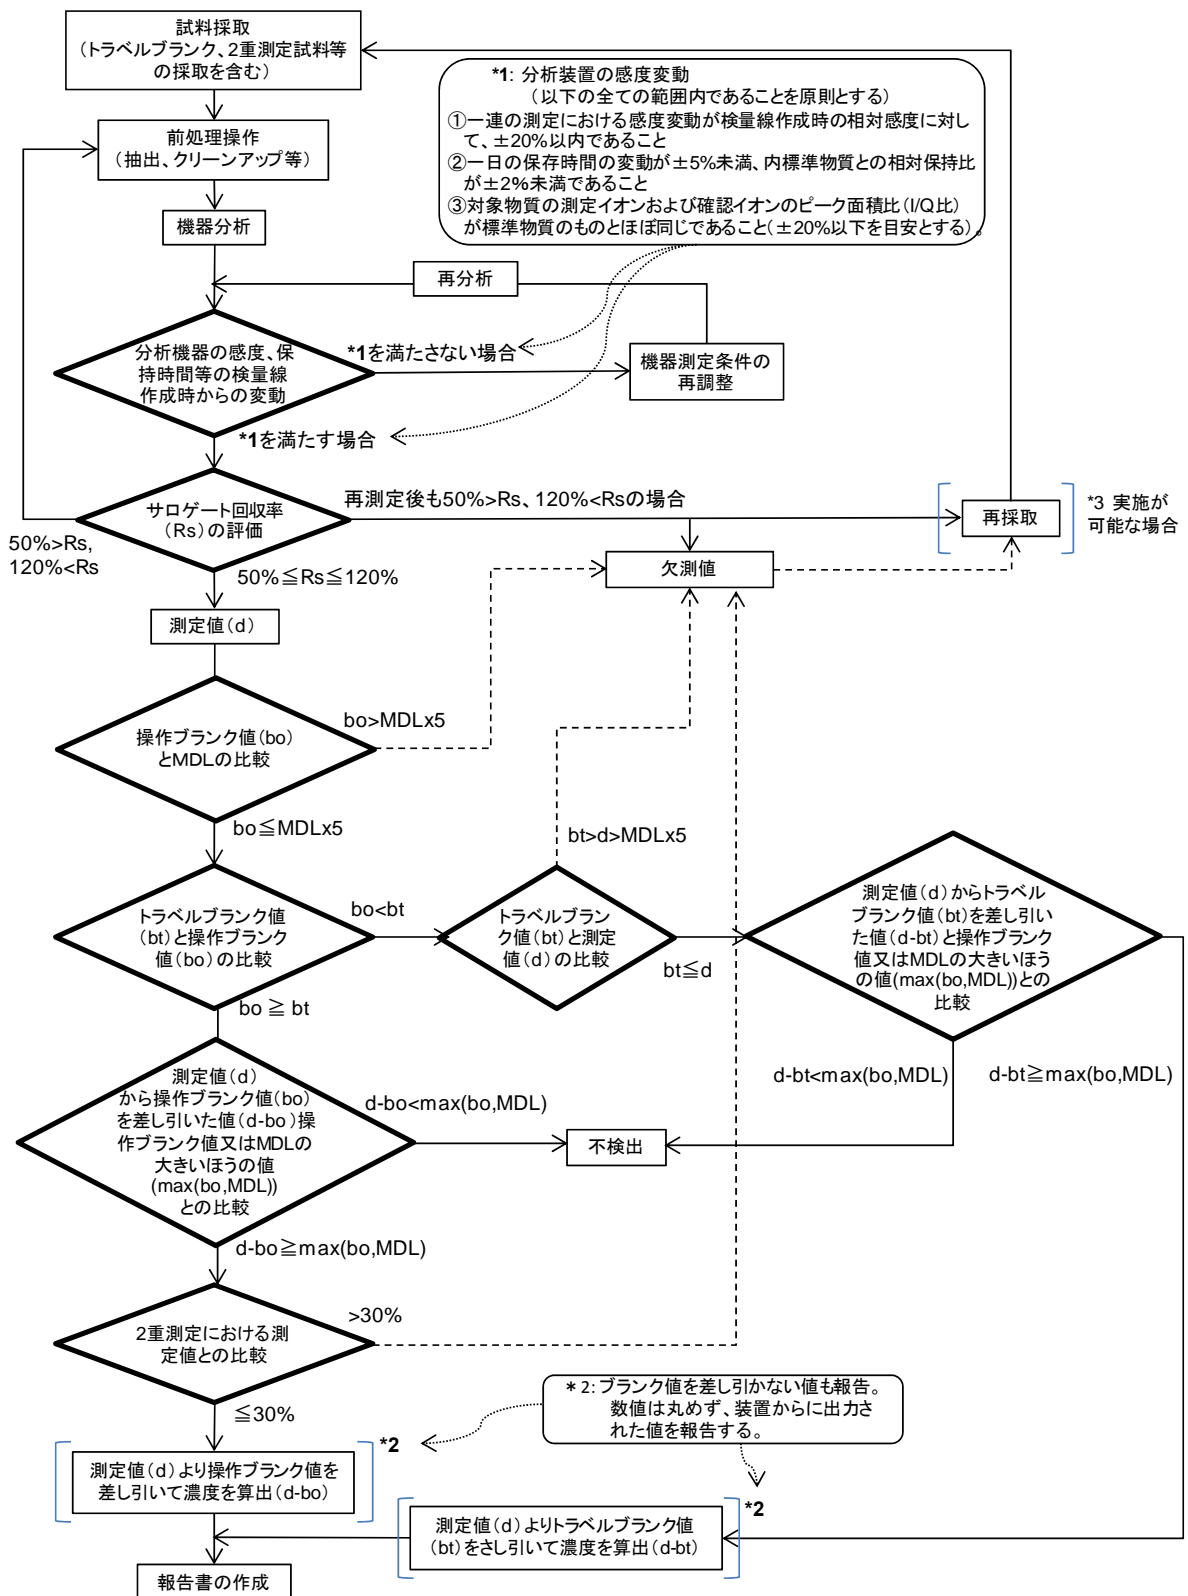 試料採取
（トラベルブランク、2重測定試料等
の採取を含む）
*1: 分析装置の感度変動
（以下の全ての範囲内であることを原則とする）
①一連の測定における感度変動が検量線作成時の相対感度に対し
て、±20%以内であること
②一日の保存時間の変動が±5%未満、内標準物質との相対保持比
が±2%未満であること
③対象物質の測定イオンおよび確認イオンのピーク面積比（I/Q比）
が標準物質のものとほぼ同じであること（±20%以下を目安とする）。
前処理操作
（抽出、クリーンアップ等）
機器分析
再分析
分析機器の感度、保
持時間等の検量線
作成時からの変動
*1を満たさない場合
機器測定条件の
再調整
*1を満たす場合
サロゲート回収率
（Rs）の評価
再測定後も50%>Rs、120%<Rsの場合
再採取
*3 実施が
可能な場合
50%>Rs,
120%<Rs
50%≦Rs≦120%
欠測値
測定値（d）
操作ブランク値（bo）
とMDLの比較
bo>MDLx5
bo≦MDLx5
トラベルブランク値
（bt）と操作ブランク
値（bo）の比較
bo<bt
bt>d>MDLx5
トラベルブラン
ク値（bt）と測定
値（d）の比較
bt≦d
測定値（d）からトラベル
ブランク値（bt）を差し引い
た値（d-bt）と操作ブランク
値又はMDLの大きいほう
の値(max(bo,MDL))との
比較
bo ≧ bt
測定値（d）
から操作ブランク値（bo）
を差し引いた値（d-bo）操
作ブランク値又はMDLの
大きいほうの値
(max(bo,MDL))
との比較
d-bo<max(bo,MDL)
不検出
d-bt<max(bo,MDL)
d-bt≧max(bo,MDL)
d-bo≧max(bo,MDL)
2重測定における測
定値との比較
>30%
≦30%
＊2: ブランク値を差し引かない値も報告。
数値は丸めず、装置からに出力さ
れた値を報告する。
測定値（d）より操作ブランク値を
差し引いて濃度を算出（d-bo）
*2
測定値（d）よりトラベルブランク値
（bt）をさし引いて濃度を算出（d-bt）
*2
報告書の作成